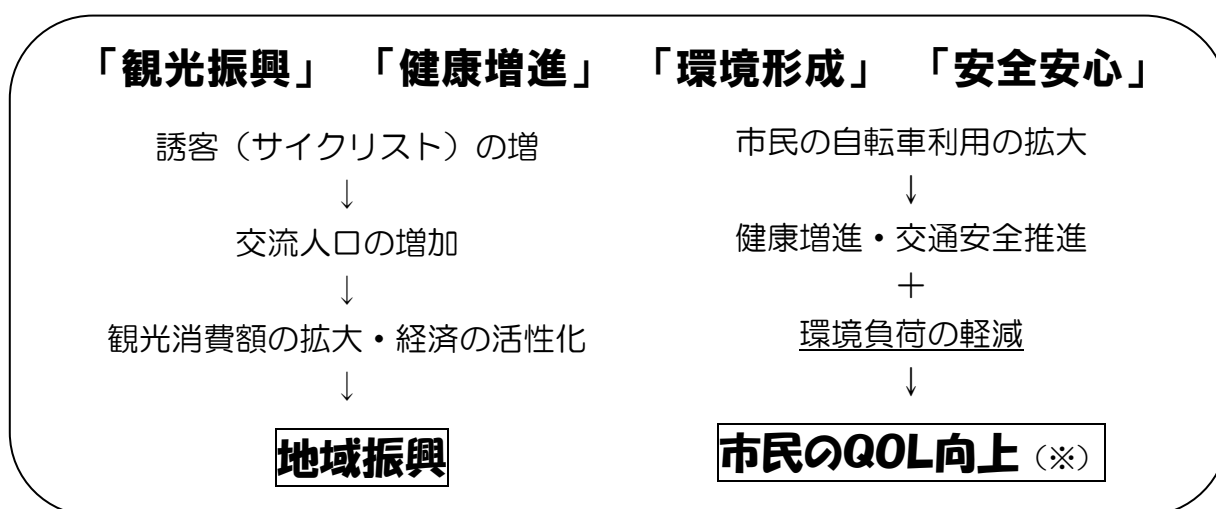 「観光振興」 「健康増進」 「環境形成」 「安全安心」
誘客（サイクリスト）の増
↓
交流人口の増加
↓
観光消費額の拡大・経済の活性化
↓
地域振興
市民の自転車利用の拡大
↓
健康増進・交通安全推進
＋
環境負荷の軽減
↓
市民のQOL向上（※）